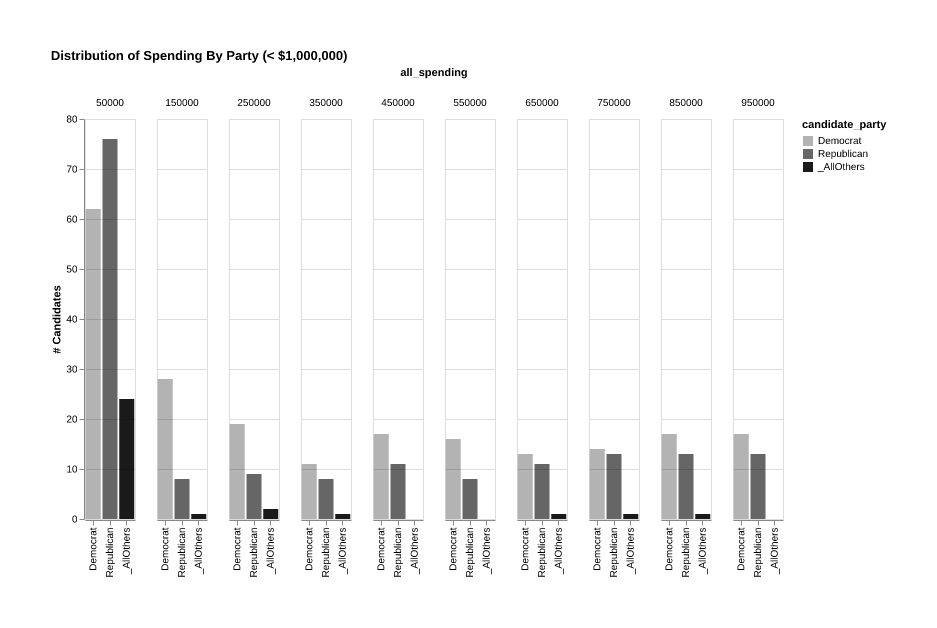 Distribution of Spending By Party (< $1,000,000)
all_spending
50000 150000 250000 350000 450000 550000 650000 750000 850000 950000
candidate_party
Democrat
Republican
_AllOthers
# Candidates
80
70
60
50
40
30
20
10
0
Democrat Republican _AllOthers Democrat Republican _AllOthers Democrat Republican _AllOthers Democrat Republican _AllOthers Democrat Republican _AllOthers Democrat Republican _AllOthers Democrat Republican _AllOthers Democrat Republican _AllOthers Democrat Republican _AllOthers Democrat Republican _AllOthers